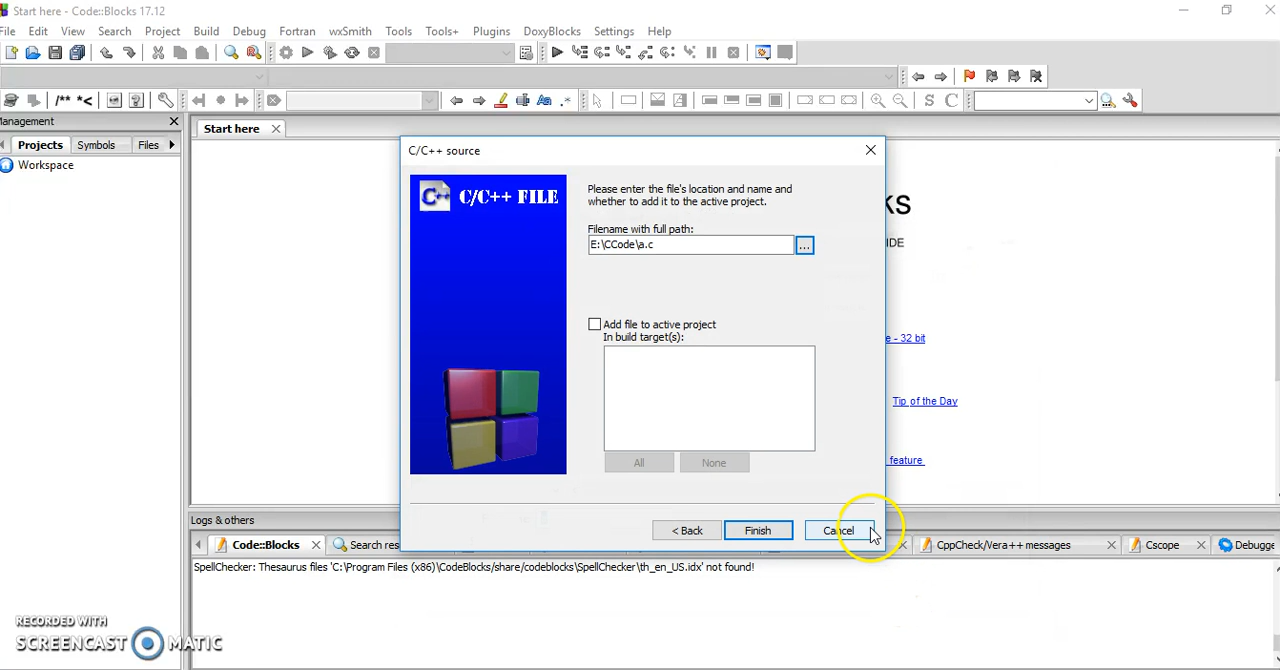 Start here - Code::Blocks 17.12
File Edit View Search Project Build Debug Fortran wxSmith Tools Tools+ Plugins DoxyBlocks Settings Help
/** *<
S C
Management
Projects Symbols Files
Workspace
Start here
C/C++ source
C++ C/C++ FILE
Please enter the file's location and name and
whether to add it to the active project.
Filename with full path:
E:\CCode\a.c
...
Add file to active project
In build target(s):
All None
< Back Finish Cancel
KS
IDE
e - 32 bit
Tip of the Day
feature
Logs & others
Code::Blocks Search res CppCheck/Vera++ messages Cscope Debugge
SpellChecker: Thesaurus files 'C:\Program Files (x86)\CodeBlocks/share/codeblocks\SpellChecker\th_en_US.idx' not found!
RECORDED WITH
SCREENCAST MATIC